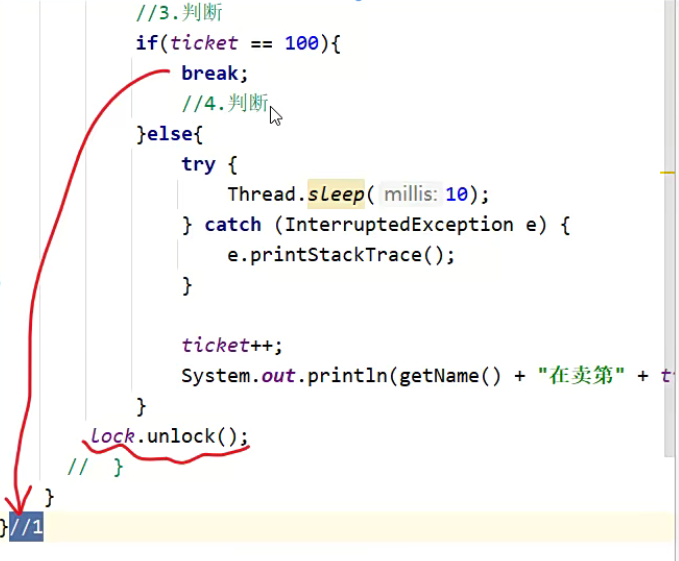 //3.判断
if(ticket == 100){
break;
//4.判断
}else{
try {
Thread.sleep( millis: 10);
} catch (InterruptedException e) {
e.printStackTrace();
}
ticket++;
System.out.println(getName() + "在卖第" + t
}
lock.unlock();
// }
}
}//1